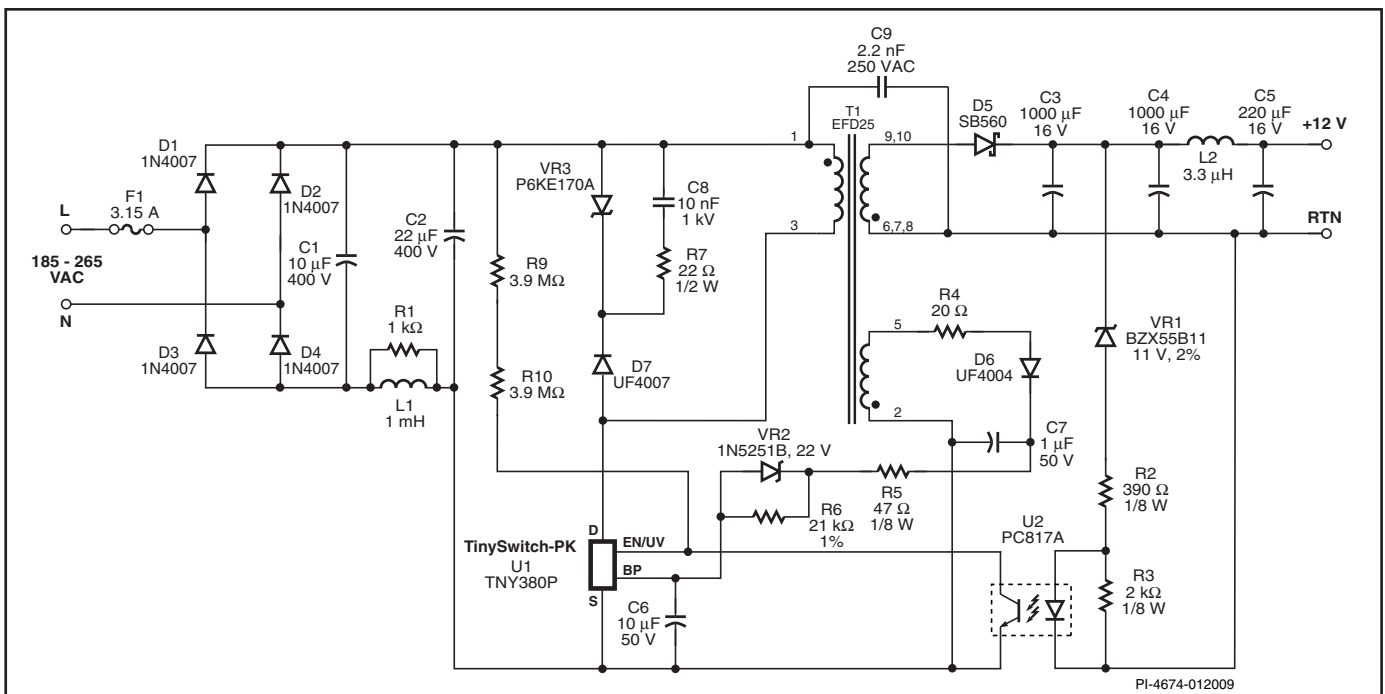 C9
2.2 nF
250 VAC
T1
EFD25
D5
SB560
C3
1000 μF
16 V
C4
1000 μF
16 V
C5
220 μF
16 V
+12 V
L2
3.3 μH
RTN
1
3
9,10
6,7,8
D1
1N4007
D2
1N4007
F1
3.15 A
L
185 - 265
VAC
N
C1
10 μF
400 V
C2
22 μF
400 V
D3
1N4007
D4
1N4007
R1
1 kΩ
L1
1 mH
VR3
P6KE170A
C8
10 nF
1 kV
R7
22 Ω
1/2 W
R9
3.9 MΩ
R10
3.9 MΩ
D7
UF4007
5
R4
20 Ω
D6
UF4004
2
C7
1 μF
50 V
VR1
BZX55B11
11 V, 2%
VR2
1N5251B, 22 V
R5
47 Ω
1/8 W
R6
21 kΩ
1%
R2
390 Ω
1/8 W
U2
PC817A
R3
2 kΩ
1/8 W
TinySwitch-PK
U1
TNY380P
D
EN/UV
BP
S
C6
10 μF
50 V
PI-4674-012009